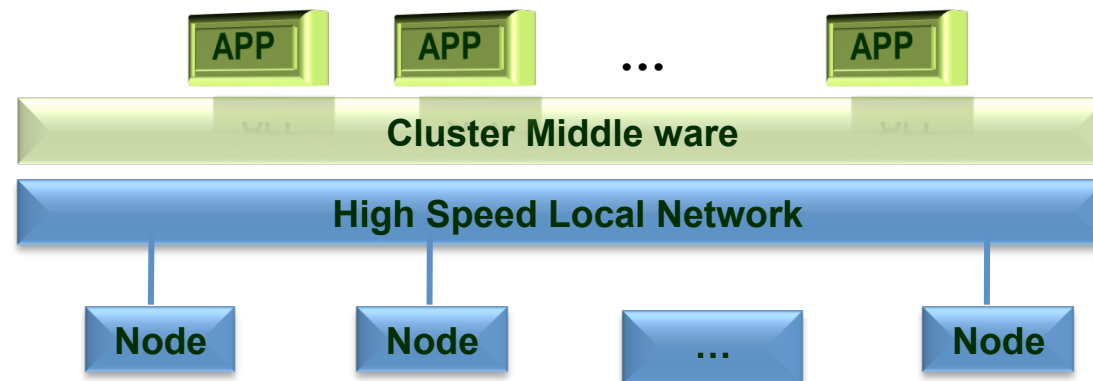 APP APP ... APP
Cluster Middle ware
High Speed Local Network
Node Node ... Node